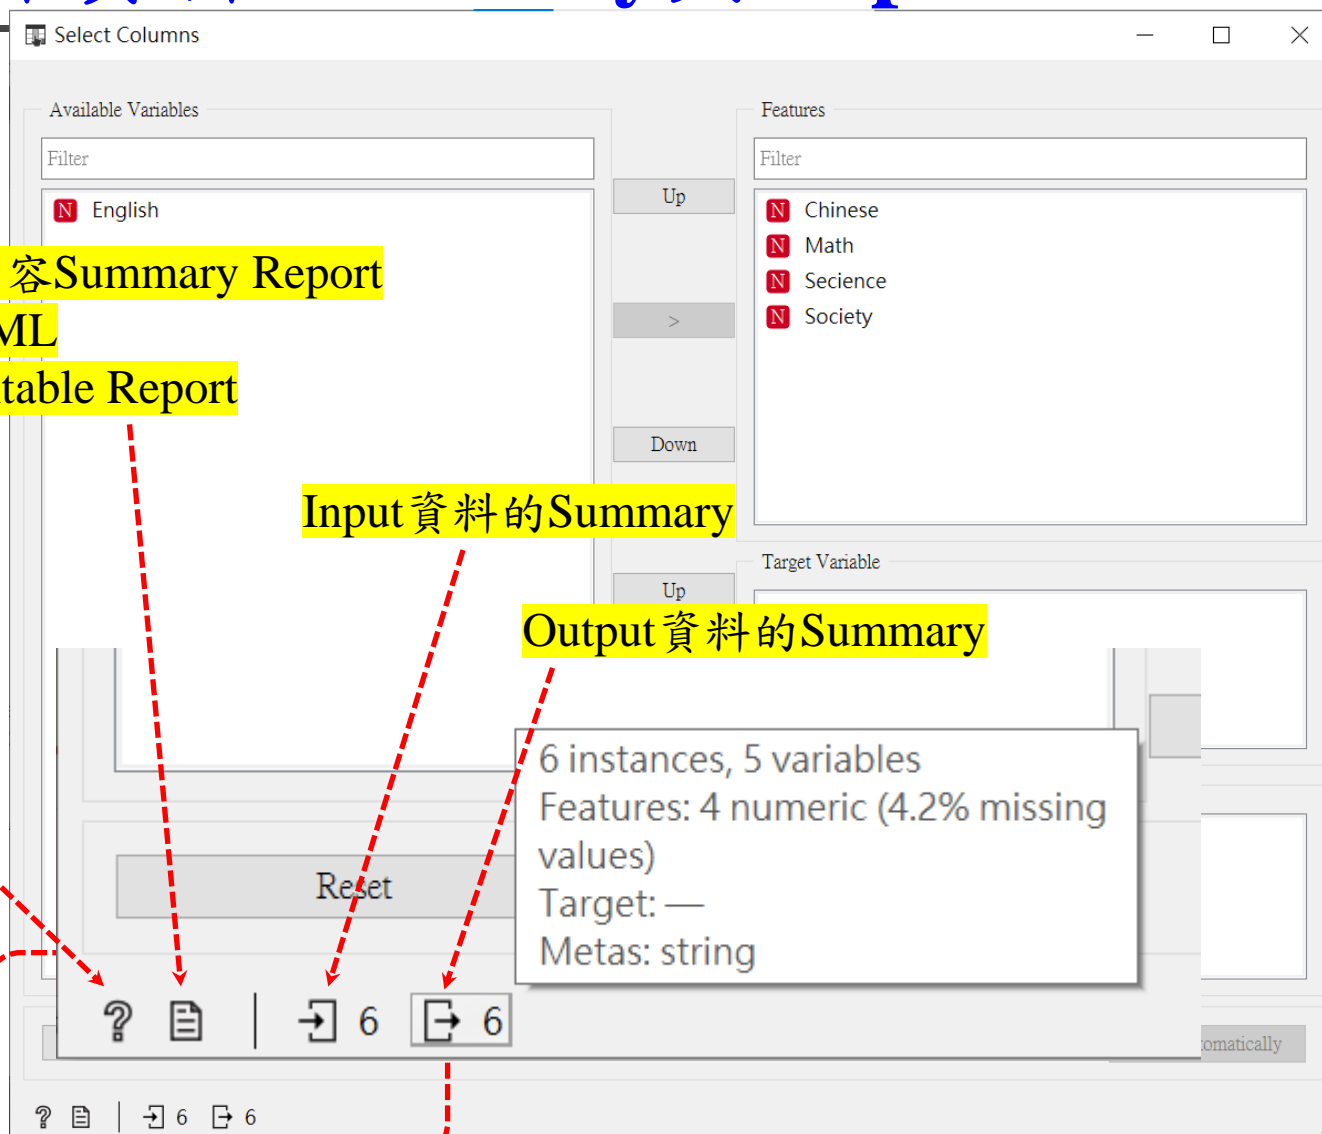 Select Columns
Available Variables
Filter
N English
容Summary Report
ML
table Report
Up
>
Down
Up
Features
Filter
N Chinese
N Math
N Secience
N Society
Input資料的Summary
Target Variable
Output資料的Summary
6 instances, 5 variables
Features: 4 numeric (4.2% missing
values)
Target: —
Metas: string
Reset
? 6 6
omatically
? 6 6